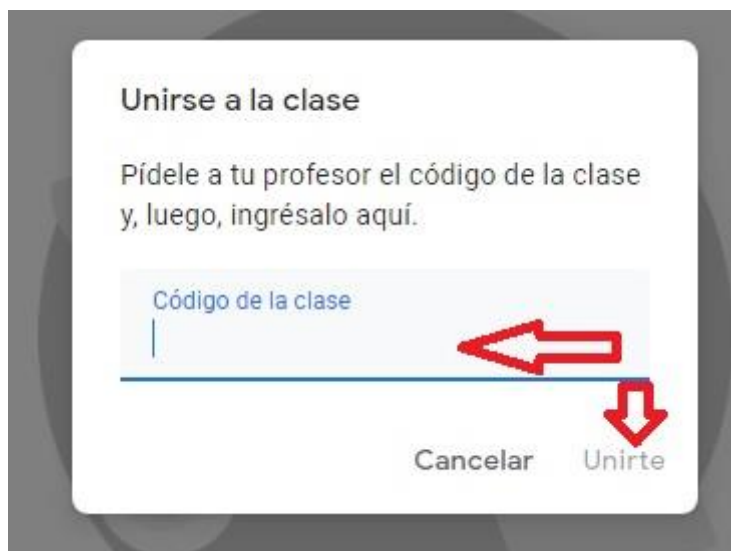 Unirse a la clase
Pídele a tu profesor el código de la clase
y, luego, ingrésalo aquí.
Código de la clase
Cancelar Unirte